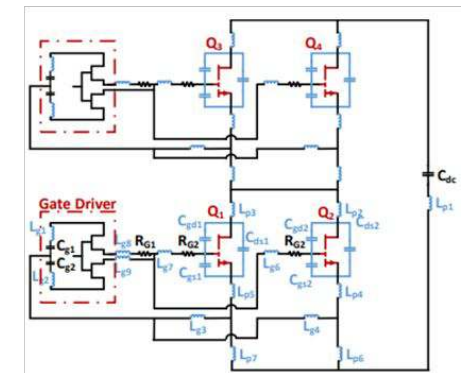 Q3 Q4
Cdc
Lp1
Gate Driver
Q1 Q2
Lg1 Cg1 Cg2 Lg2
Lg8 RG1 RG2 Lg9 Lg7
Cgd1 Cds1 Cgs1
Lp3 Lp2
Lg6 RG2
Cgd2 Cds2 Cgs2
Lp5 Lp4
Lg3 Lg4
Lp7 Lp6